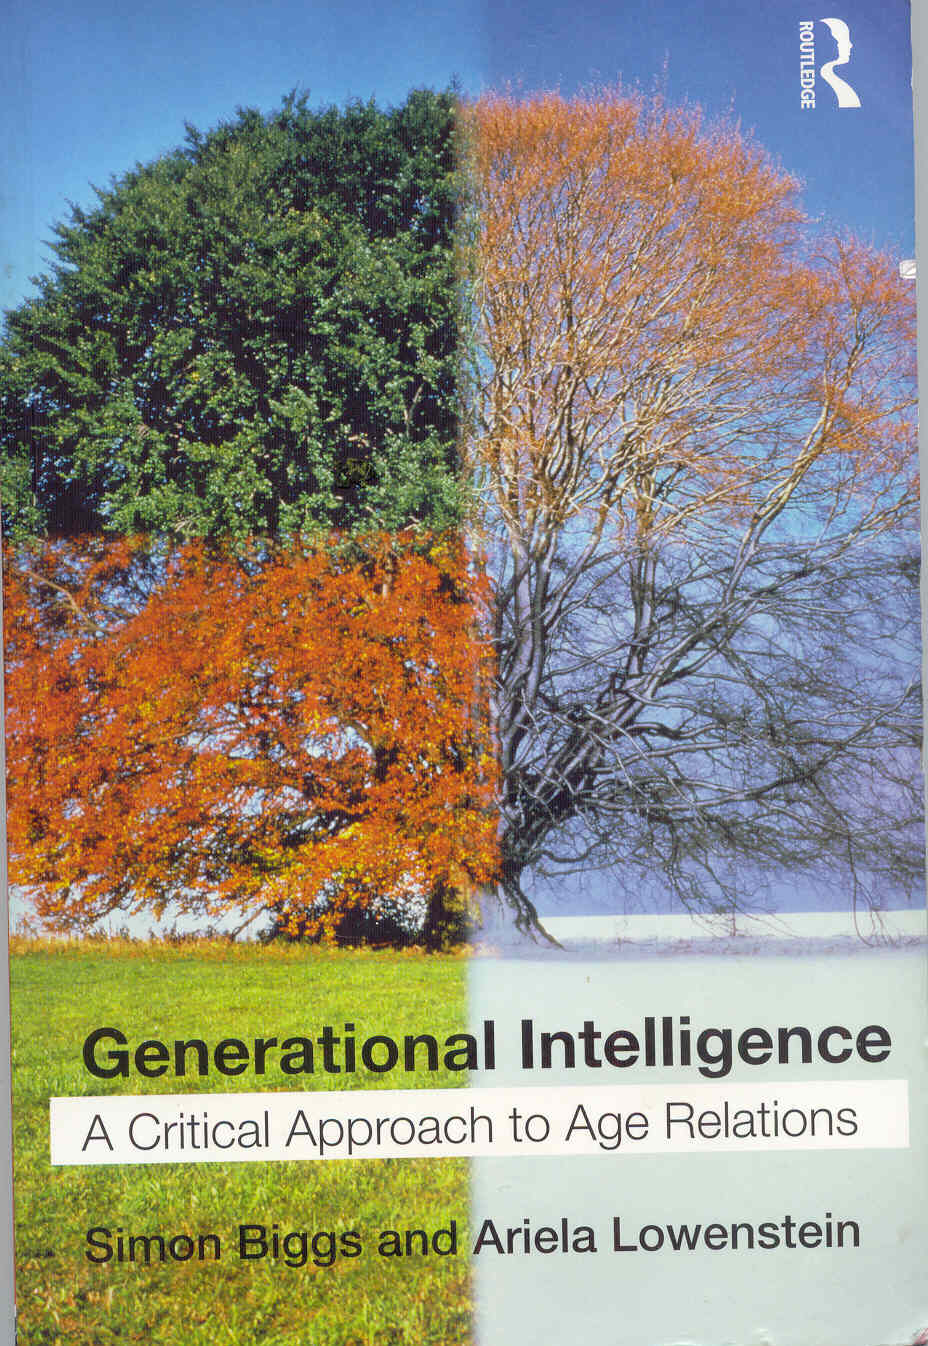 ROUTLEDGE
Generational Intelligence
A Critical Approach to Age Relations
Simon Biggs and Ariela Lowenstein